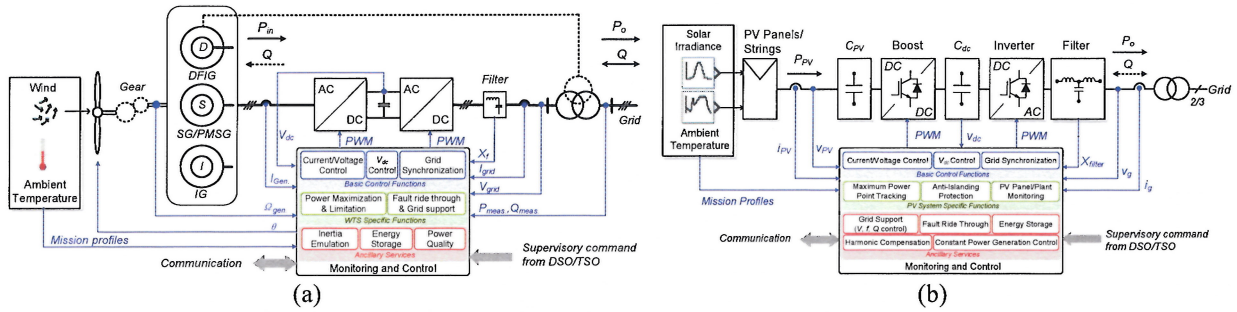 Wind
Ambient
Temperature
Gear
D
DFIG
S
SG/PMSG
I
IG
P_in
Q
AC
DC
AC
DC
Filter
P_o
Q
Grid
V_dc
PWM
PWM
I_Gen.
Ω_gen
θ
Mission profiles
X_f
I_grid
V_grid
P_meas, Q_meas
Current/Voltage
Control
V_dc
Control
Grid
Synchronization
Basic Control Functions
Power Maximization
& Limitation
Fault ride through
& Grid support
WTS Specific Functions
Inertia
Emulation
Energy
Storage
Power
Quality
Ancillary Services
Monitoring and Control
Communication
Supervisory command
from DSO/TSO
(a)
Solar
Irradiance
Ambient
Temperature
PV Panels/
Strings
P_PV
C_PV
Boost
DC
DC
C_dc
Inverter
DC
AC
Filter
P_o
Q
Grid
2/3
i_PV
v_PV
PWM
v_dc
PWM
X_filter
v_g
i_g
Mission Profiles
Current/Voltage Control
V_dc Control
Grid Synchronization
Basic Control Functions
Maximum Power
Point Tracking
Anti-Islanding
Protection
PV Panel/Plant
Monitoring
PV System Specific Functions
Grid Support
(V, f, Q control)
Fault Ride Through
Energy Storage
Harmonic Compensation
Constant Power Generation Control
Ancillary Services
Monitoring and Control
Communication
Supervisory command
from DSO/TSO
(b)